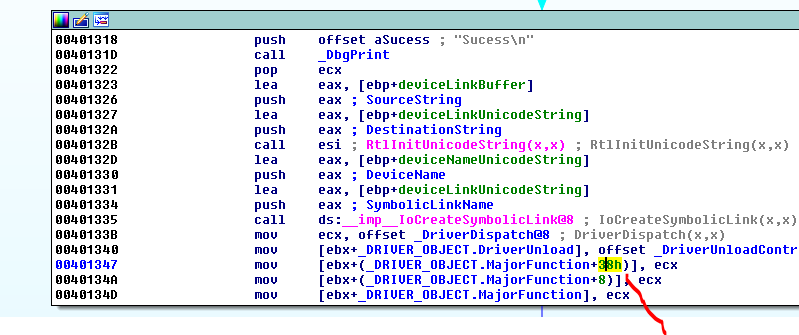 00401318 push offset aSucess ; "Sucess\n"
0040131D call _DbgPrint
00401322 pop ecx
00401323 lea eax, [ebp+deviceLinkBuffer]
00401326 push eax ; SourceString
00401327 lea eax, [ebp+deviceLinkUnicodeString]
0040132A push eax ; DestinationString
0040132B call esi ; RtlInitUnicodeString(x,x) ; RtlInitUnicodeString(x,x)
0040132D lea eax, [ebp+deviceNameUnicodeString]
00401330 push eax ; DeviceName
00401331 lea eax, [ebp+deviceLinkUnicodeString]
00401334 push eax ; SymbolicLinkName
00401335 call ds:__imp__IoCreateSymbolicLink@8 ; IoCreateSymbolicLink(x,x)
0040133B mov ecx, offset _DriverDispatch@8 ; DriverDispatch(x,x)
00401340 mov [ebx+_DRIVER_OBJECT.DriverUnload], offset _DriverUnloadContr
00401347 mov [ebx+(_DRIVER_OBJECT.MajorFunction+38h)], ecx
0040134A mov [ebx+(_DRIVER_OBJECT.MajorFunction+8)], ecx
0040134D mov [ebx+_DRIVER_OBJECT.MajorFunction], ecx